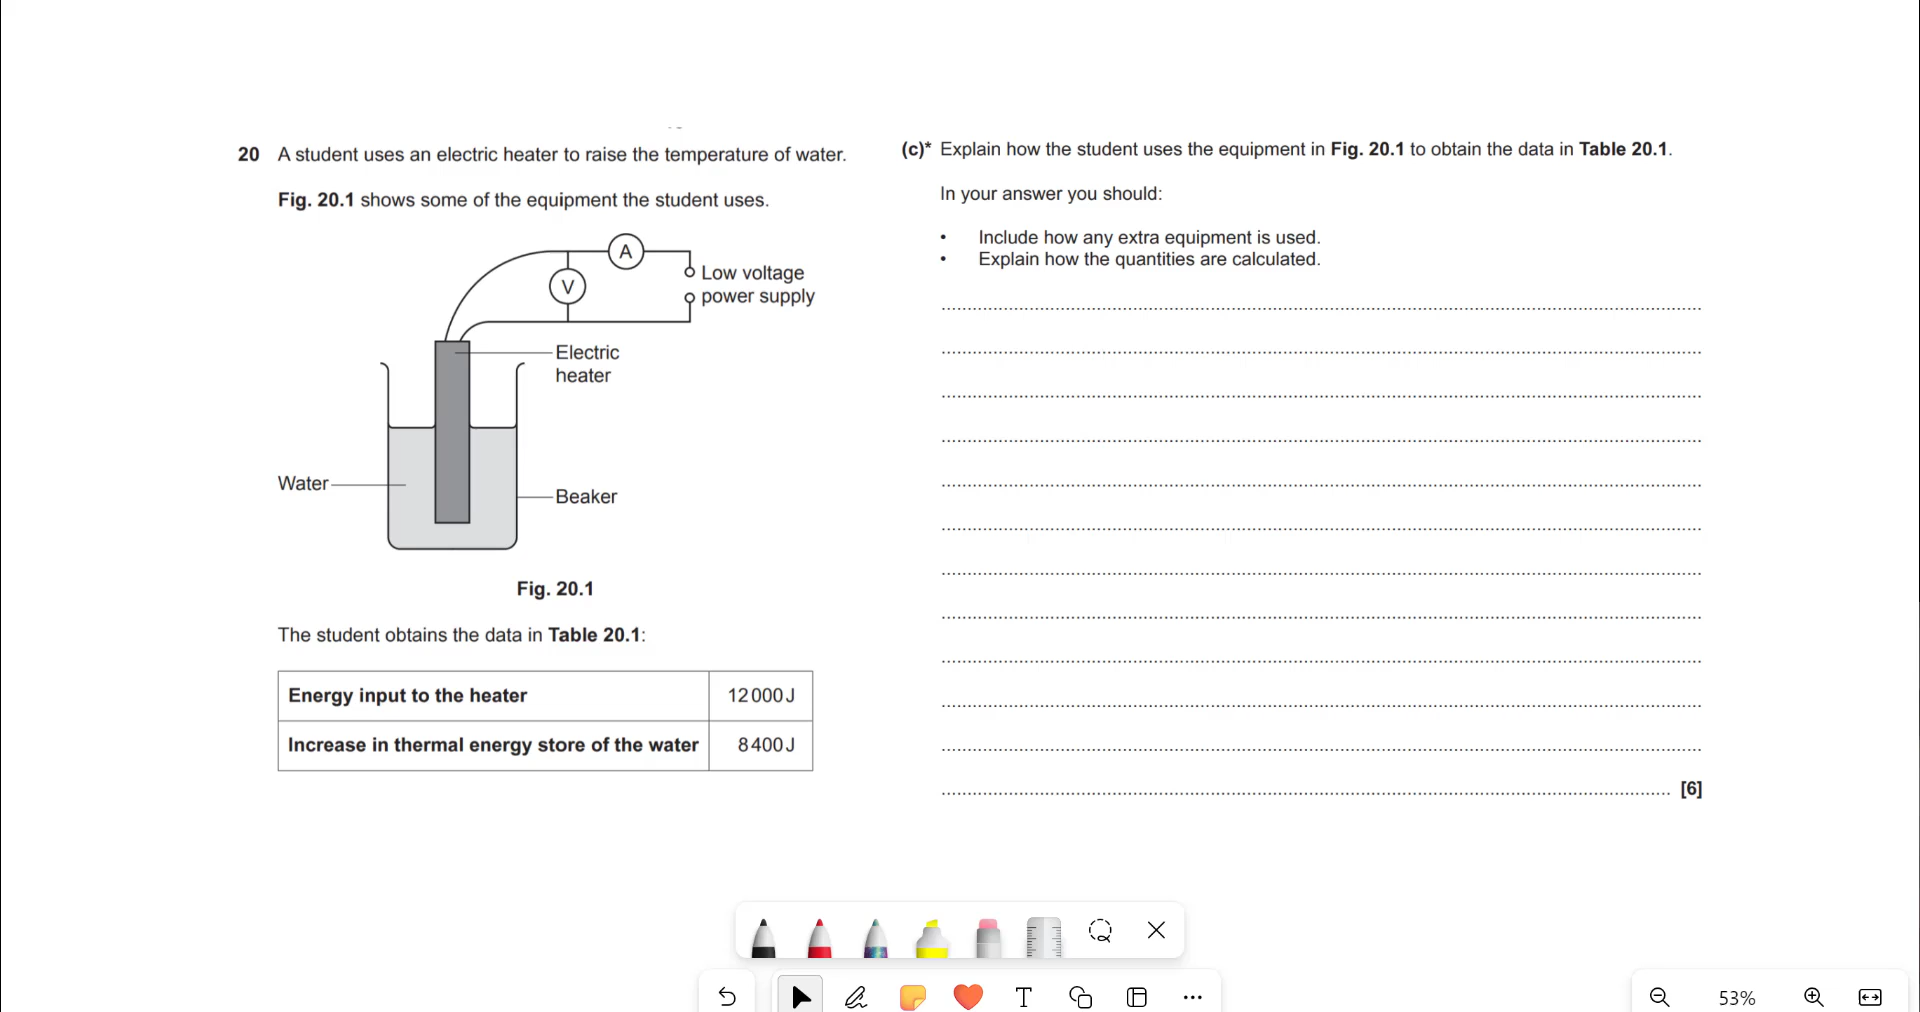 20 A student uses an electric heater to raise the temperature of water.
Fig. 20.1 shows some of the equipment the student uses.
A
V
Low voltage
power supply
Electric
heater
Water
Beaker
Fig. 20.1
The student obtains the data in Table 20.1:
Energy input to the heater 12000J
Increase in thermal energy store of the water 8400J
(c)* Explain how the student uses the equipment in Fig. 20.1 to obtain the data in Table 20.1.
In your answer you should:
• Include how any extra equipment is used.
• Explain how the quantities are calculated.
[6]
53%